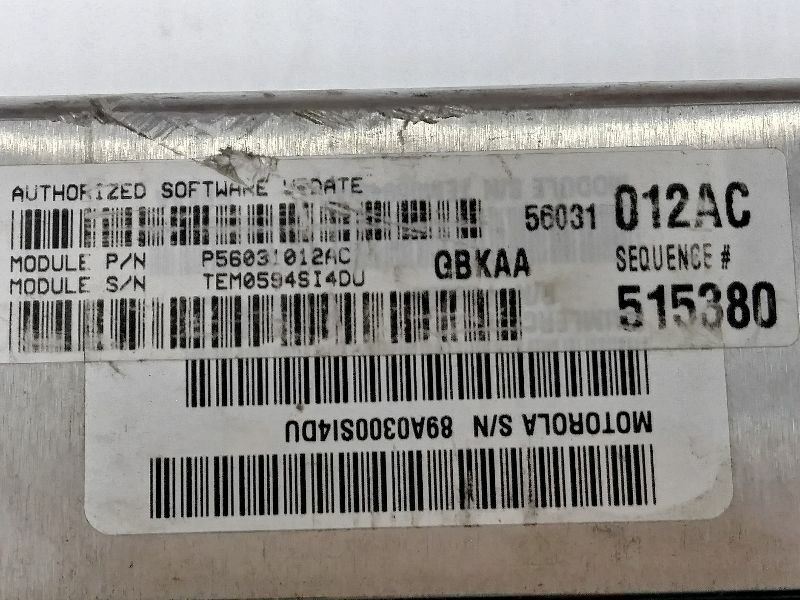 AUTHORIZED SOFTWARE UPDATE
56031 012AC
MODULE P/N P56031012AC
MODULE S/N TEM0594SI4DU
QBKAA
SEQUENCE #
515380
MOTOROLA S/N 89A0300SI4DU